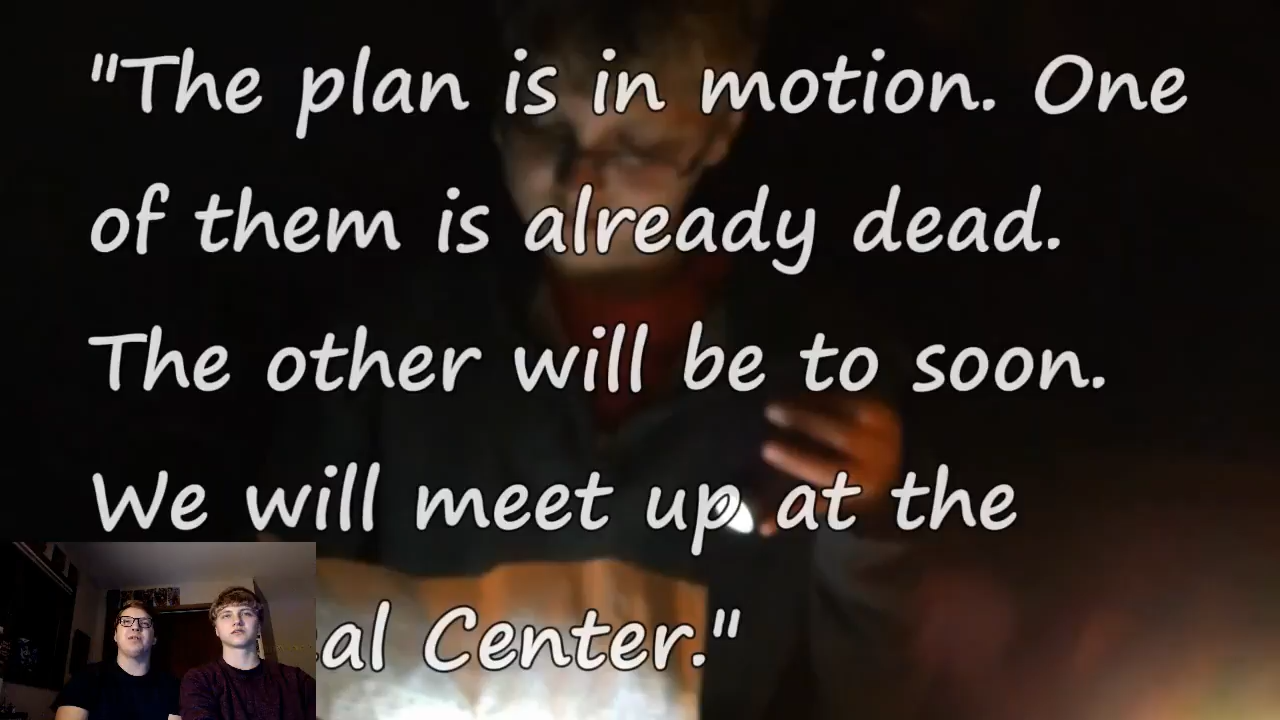 "The plan is in motion. One
of them is already dead.
The other will be to soon.
We will meet up at the
Center."